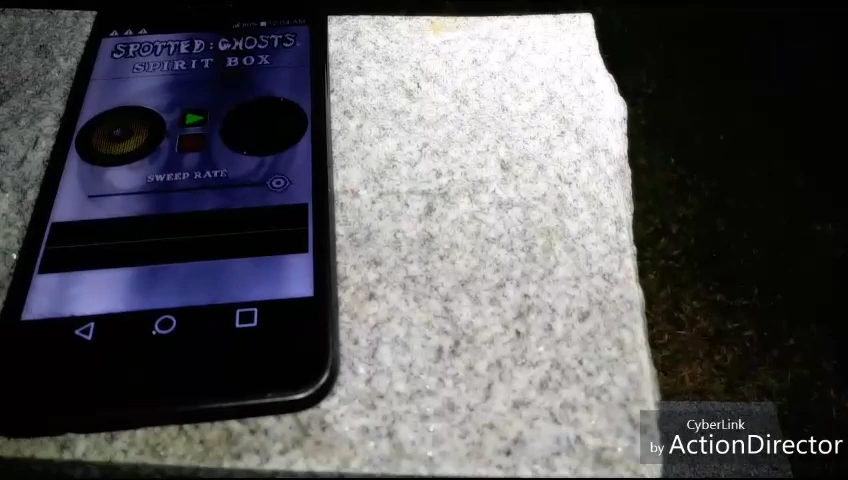 SPOTTED: GHOSTS
SPIRIT BOX
SWEEP RATE
CyberLink
by ActionDirector